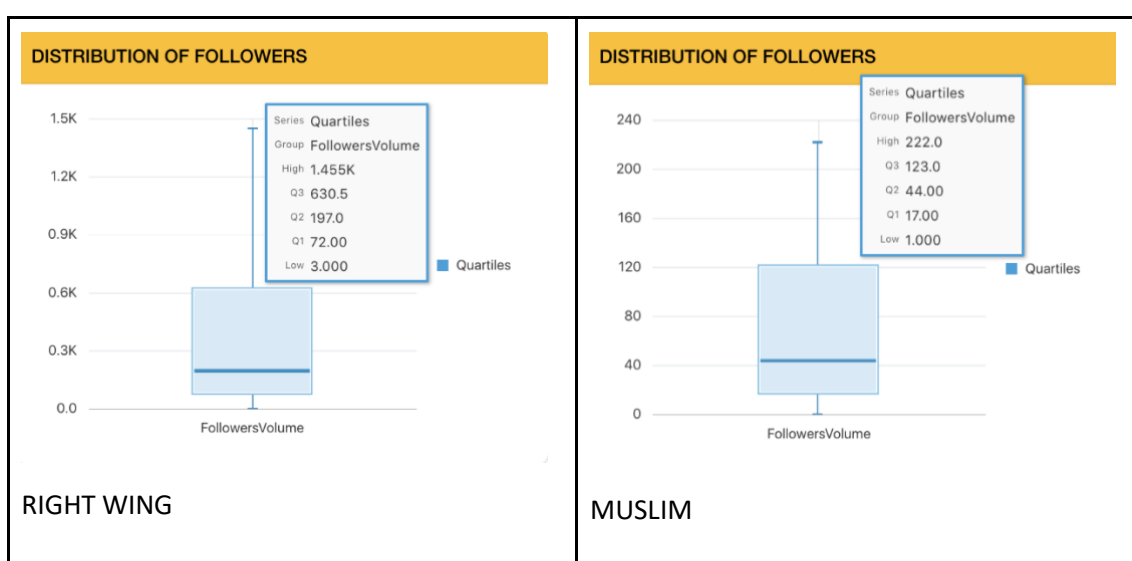 DISTRIBUTION OF FOLLOWERS
1.5K
1.2K
0.9K
0.6K
0.3K
0.0
Series Quartiles
Group FollowersVolume
High 1.455K
Q3 630.5
Q2 197.0
Q1 72.00
Low 3.000
Quartiles
FollowersVolume
RIGHT WING
DISTRIBUTION OF FOLLOWERS
240
200
160
120
80
40
0
Series Quartiles
Group FollowersVolume
High 222.0
Q3 123.0
Q2 44.00
Q1 17.00
Low 1.000
Quartiles
FollowersVolume
MUSLIM